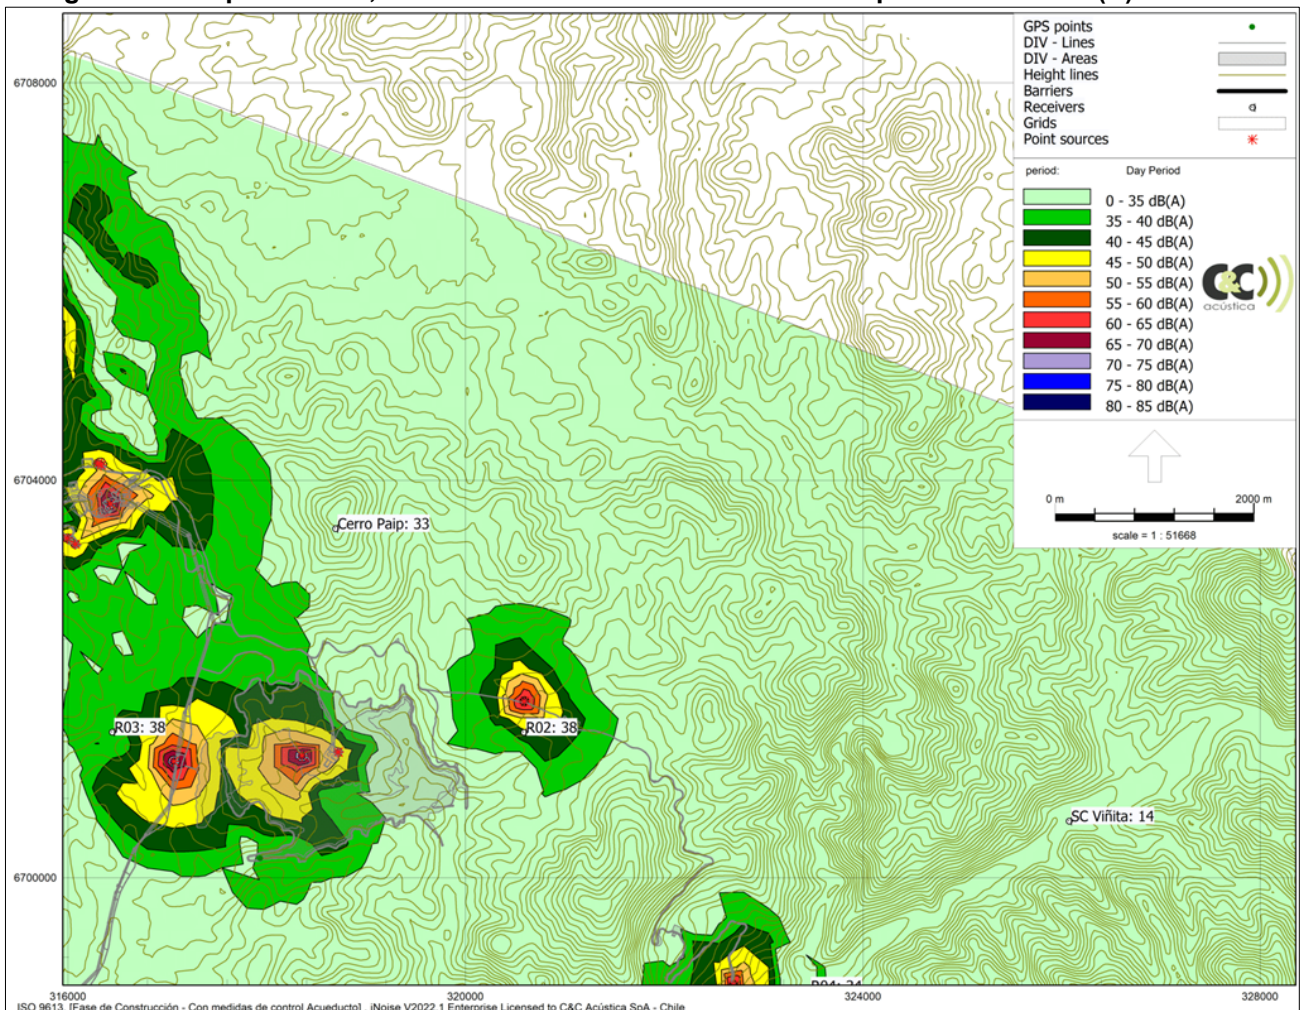 GPS points
DIV - Lines
DIV - Areas
Height lines
Barriers
Receivers
Grids
Point sources
period: Day Period
0 - 35 dB(A)
35 - 40 dB(A)
40 - 45 dB(A)
45 - 50 dB(A)
50 - 55 dB(A)
55 - 60 dB(A)
60 - 65 dB(A)
65 - 70 dB(A)
70 - 75 dB(A)
75 - 80 dB(A)
80 - 85 dB(A)
C&C
acústica
0 m 2000 m
scale = 1 : 51668
6708000
6704000
Cerro Paip: 33
R03: 38
R02: 38
SC Viñita: 14
6700000
316000 320000 324000 328000
ISO 9613, [Fase de Construcción - Con medidas de control Acueducto] , iNoise V2022.1 Enterprise Licensed to C&C Acústica SpA - Chile